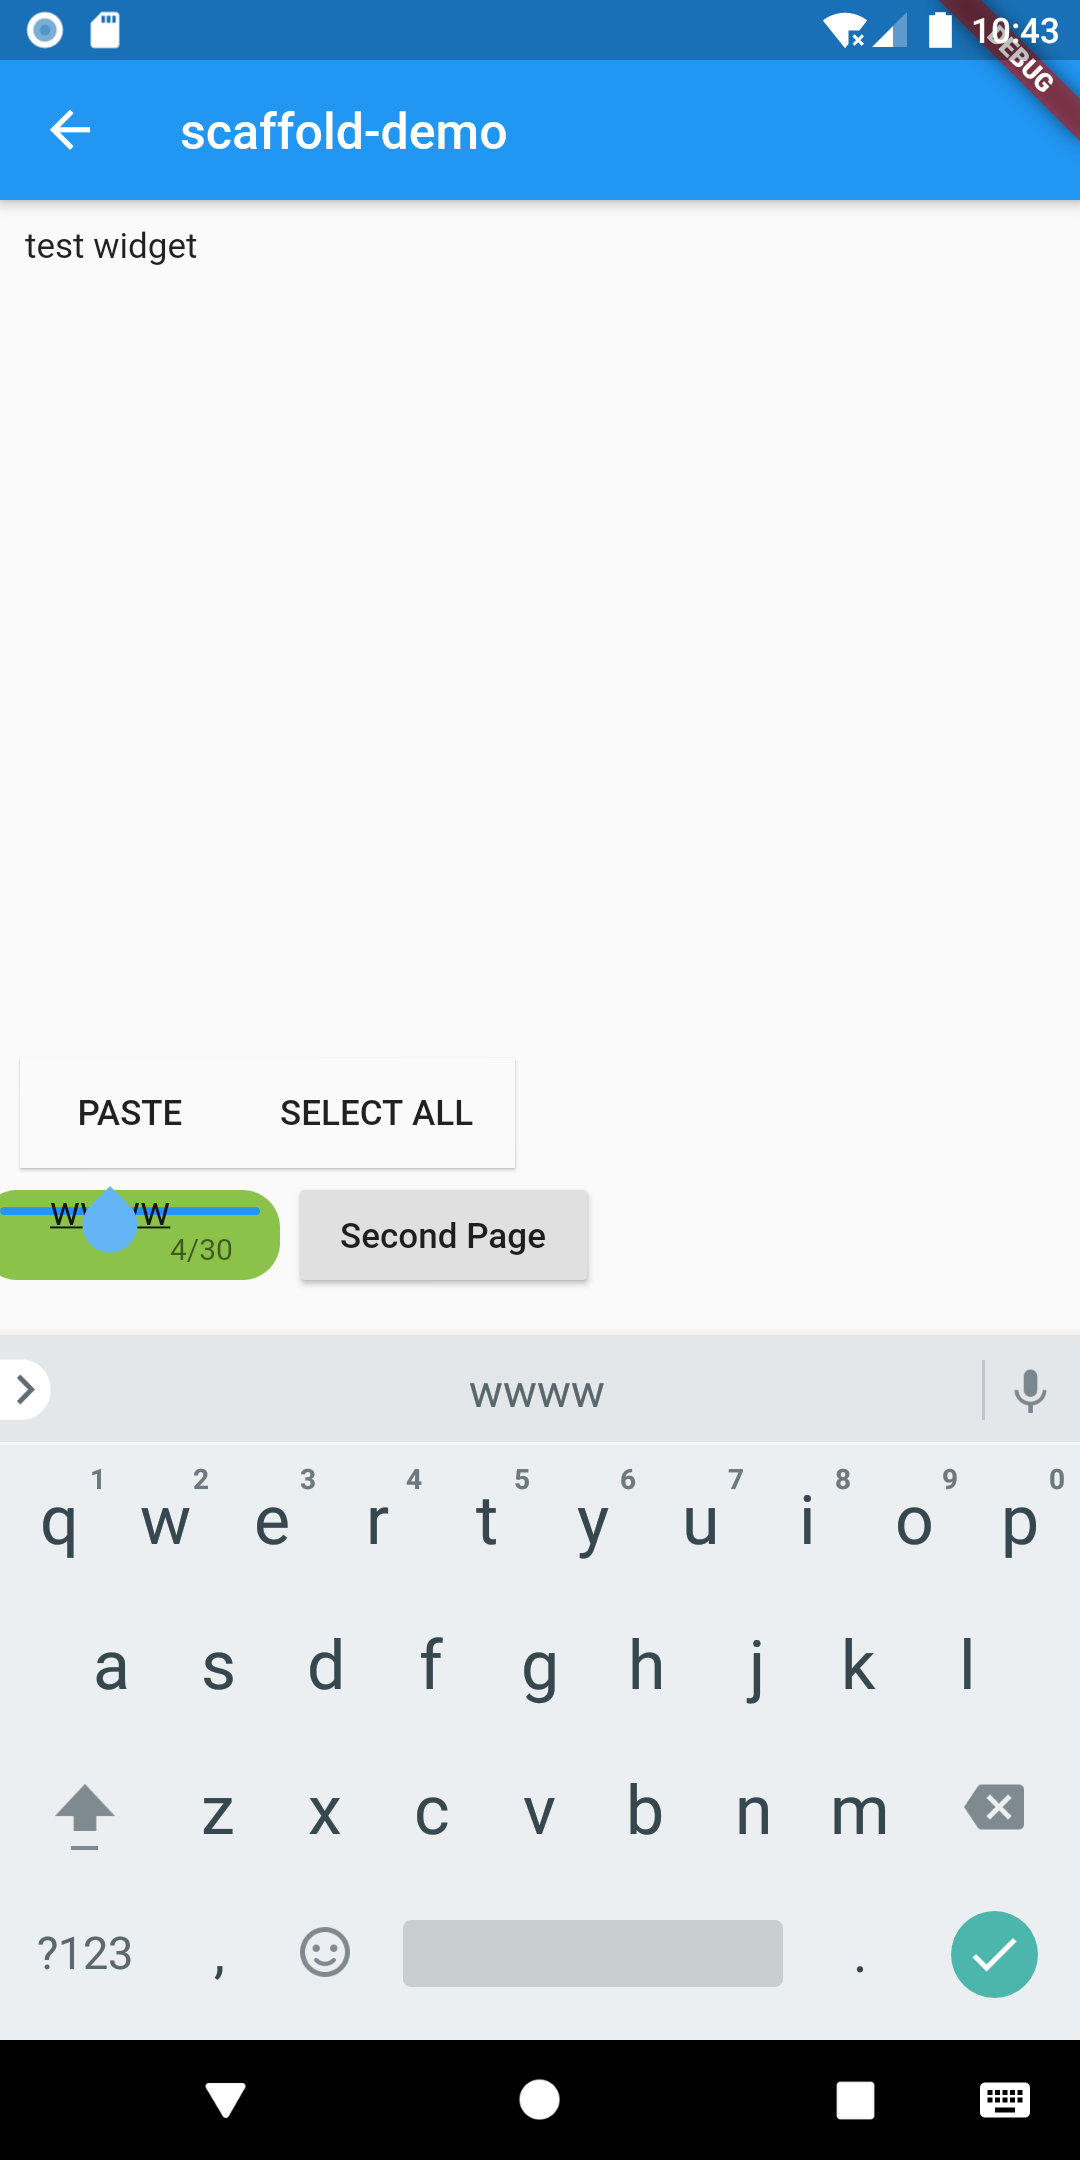 10:43
DEBUG
scaffold-demo
test widget
PASTE SELECT ALL
wwww
4/30
Second Page
wwww
1 2 3 4 5 6 7 8 9 0
q w e r t y u i o p
a s d f g h j k l
z x c v b n m
?123 , .